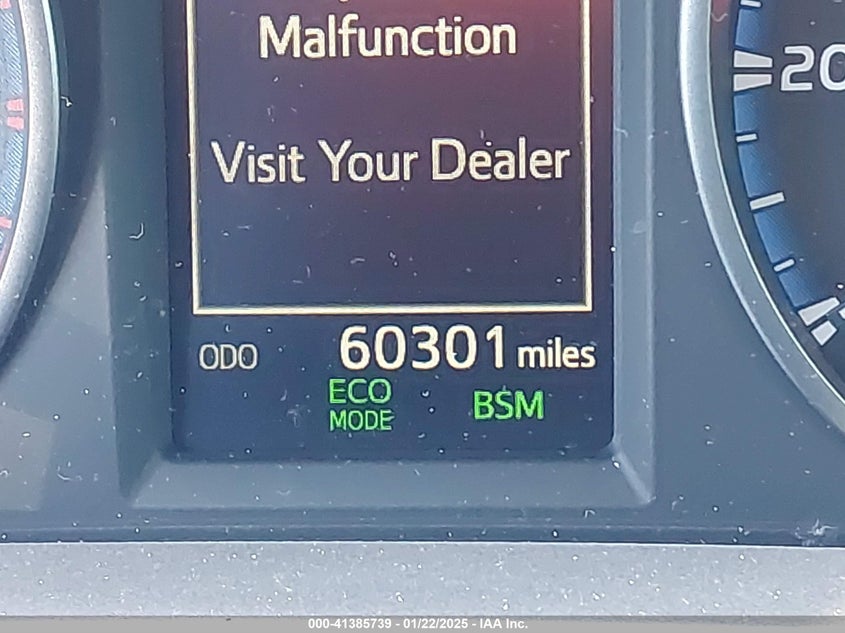 Malfunction
Visit Your Dealer
20
ODO 60301 miles
ECO
MODE
BSM
000-41385739 - 01/22/2025 - IAA Inc.